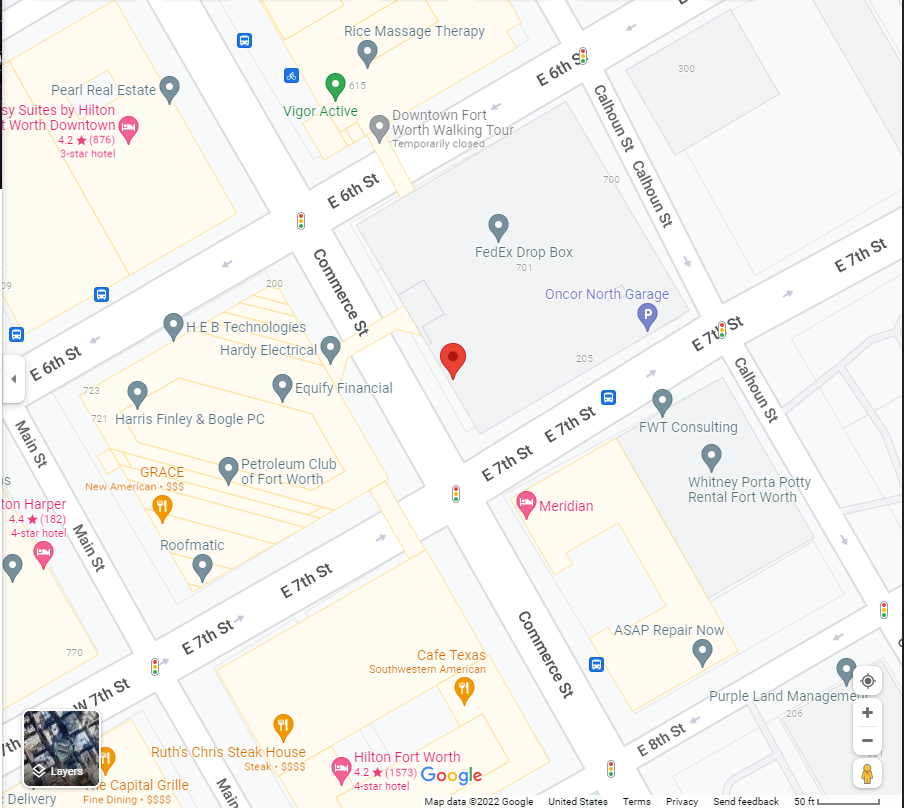 Rice Massage Therapy
E 6th St
Pearl Real Estate
615
300
Vigor Active
sy Suites by Hilton
t Worth Downtown
4.2 ★ (876)
3-star hotel
Downtown Fort
Worth Walking Tour
Temporarily closed
Calhoun St
Calhoun St
E 6th St
700
FedEx Drop Box
701
E 7th St
Commerce St
200
09
Oncor North Garage
P
H E B Technologies
Hardy Electrical
E 7th St
E 6th St
205
723
Equify Financial
Calhoun St
721
Harris Finley & Bogle PC
E 7th St
FWT Consulting
Main St
E 7th St
GRACE
New American • $$$
Petroleum Club
of Fort Worth
Whitney Porta Potty
Rental Fort Worth
ns
ton Harper
4.4 ★ (182)
4-star hotel
Meridian
Main St
Roofmatic
E 7th St
E 7th St
Commerce St
ASAP Repair Now
770
Cafe Texas
Southwestern American
W 7th St
Purple Land Management
206
7th St
Layers
Ruth's Chris Steak House
Steak • $$$$
E 8th St
Hilton Fort Worth
4.2 ★ (1573)
4-star hotel
Google
The Capital Grille
Fine Dining • $$$$
Main
Delivery
Map data ©2022 Google United States Terms Privacy Send feedback 50 ft